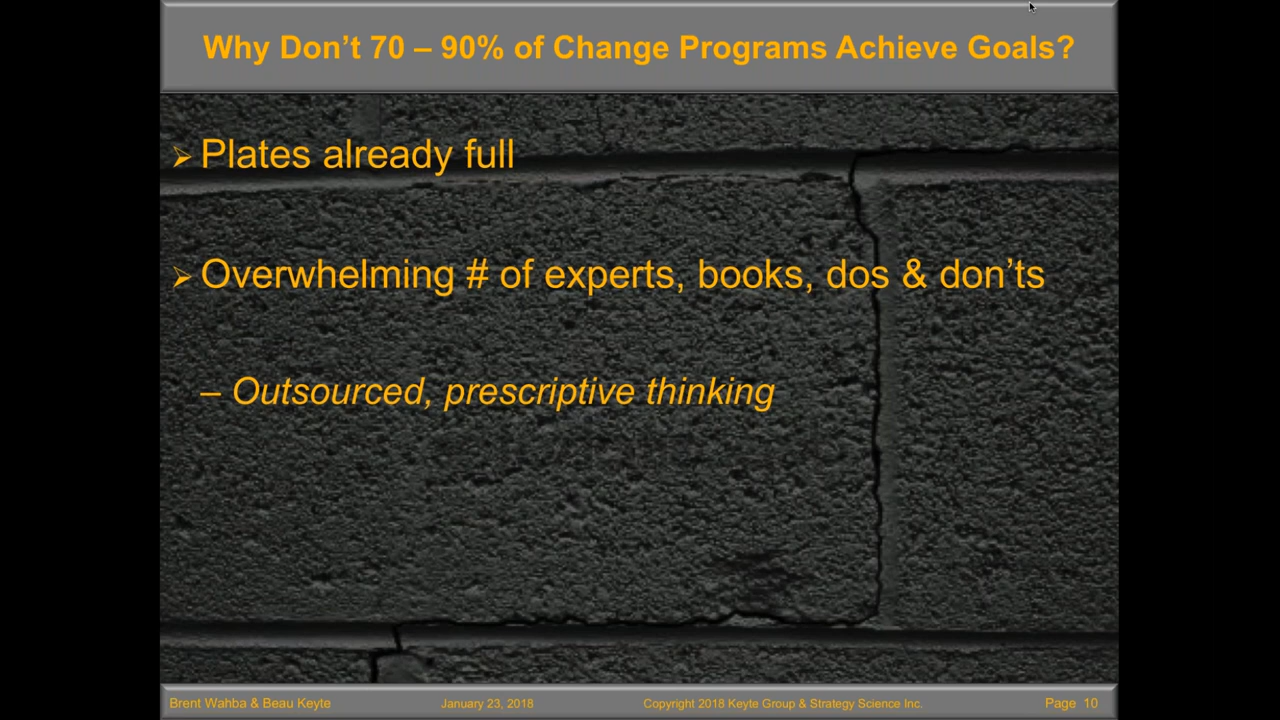 Why Don’t 70 – 90% of Change Programs Achieve Goals?
➢ Plates already full
➢ Overwhelming # of experts, books, dos & don’ts
– Outsourced, prescriptive thinking
Brent Wahba & Beau Keyte January 23, 2018 Copyright 2018 Keyte Group & Strategy Science Inc. Page 10